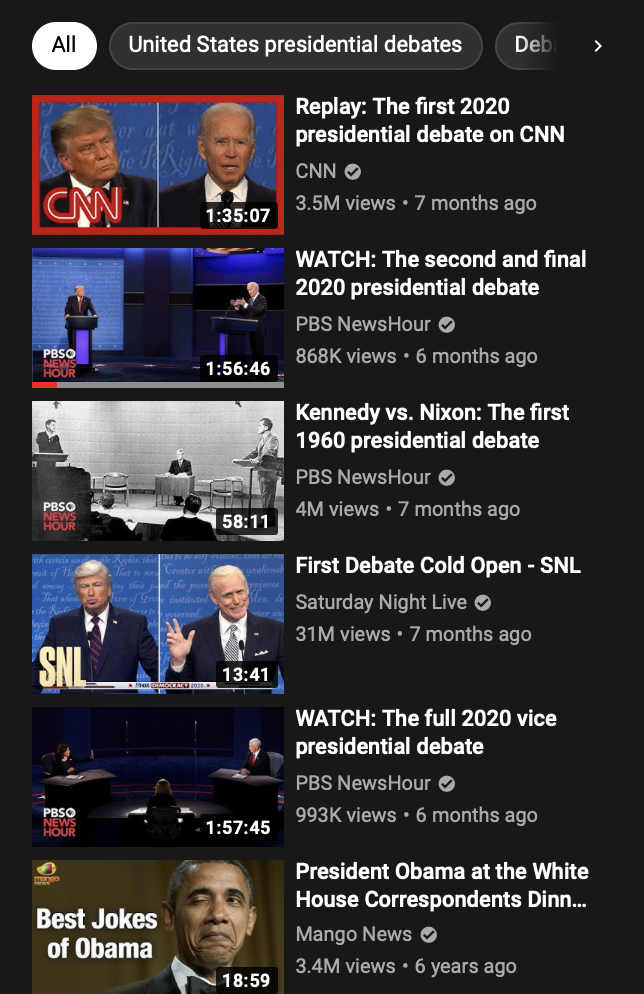 All
United States presidential debates
Deba
CNN
1:35:07
Replay: The first 2020
presidential debate on CNN
CNN
3.5M views • 7 months ago
PBS
NEWS
HOUR
1:56:46
WATCH: The second and final
2020 presidential debate
PBS NewsHour
868K views • 6 months ago
PBS
NEWS
HOUR
58:11
Kennedy vs. Nixon: The first
1960 presidential debate
PBS NewsHour
4M views • 7 months ago
SNL
13:41
First Debate Cold Open - SNL
Saturday Night Live
31M views • 7 months ago
PBS
NEWS
HOUR
1:57:45
WATCH: The full 2020 vice
presidential debate
PBS NewsHour
993K views • 6 months ago
mango
news
Best Jokes
of Obama
18:59
President Obama at the White
House Correspondents Dinn...
Mango News
3.4M views • 6 years ago